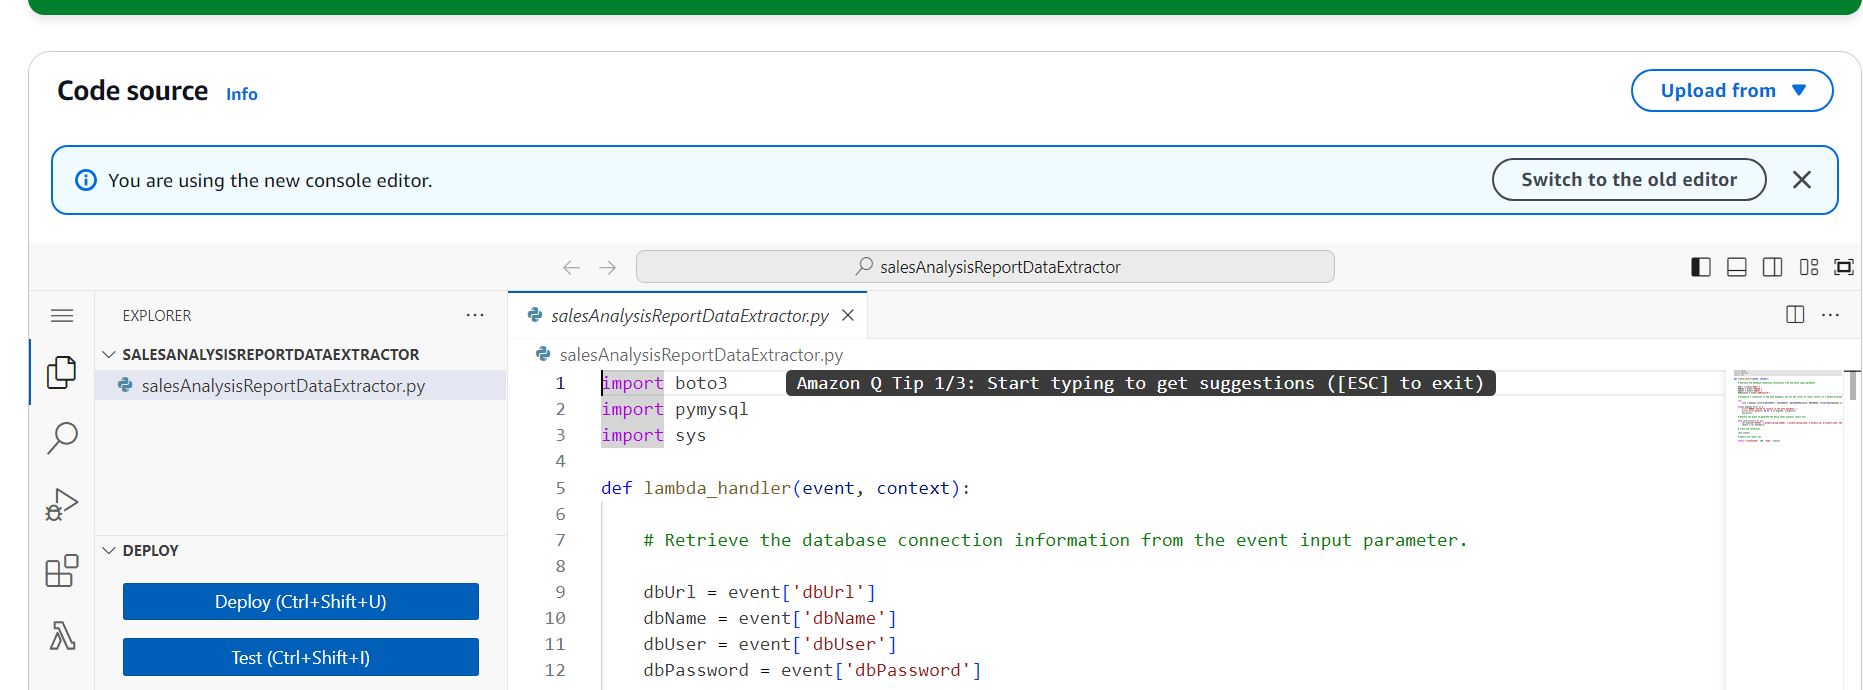 Code source Info
Upload from
You are using the new console editor.
Switch to the old editor
salesAnalysisReportDataExtractor
EXPLORER
SALESANALYSISREPORTDATAEXTRACTOR
salesAnalysisReportDataExtractor.py
DEPLOY
Deploy (Ctrl+Shift+U)
Test (Ctrl+Shift+I)
salesAnalysisReportDataExtractor.py
salesAnalysisReportDataExtractor.py
1 import boto3 Amazon Q Tip 1/3: Start typing to get suggestions ([ESC] to exit)
2 import pymysql
3 import sys
4
5 def lambda_handler(event, context):
6
7 # Retrieve the database connection information from the event input parameter.
8
9 dbUrl = event['dbUrl']
10 dbName = event['dbName']
11 dbUser = event['dbUser']
12 dbPassword = event['dbPassword']